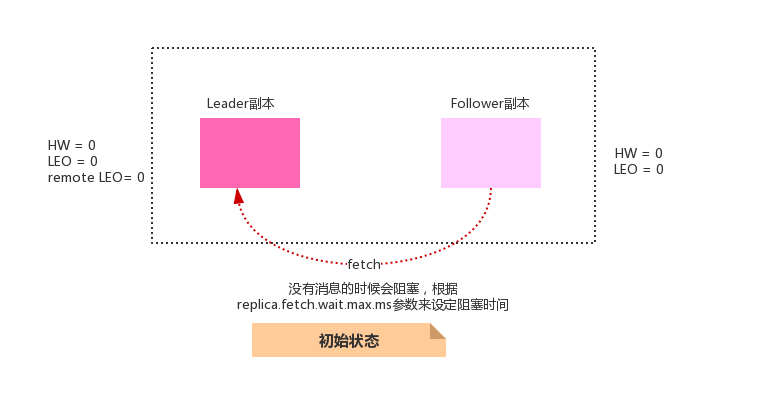 Leader副本
Follower副本
HW = 0
LEO = 0
remote LEO= 0
HW = 0
LEO = 0
fetch
没有消息的时候会阻塞，根据
replica.fetch.wait.max.ms参数来设定阻塞时间
初始状态